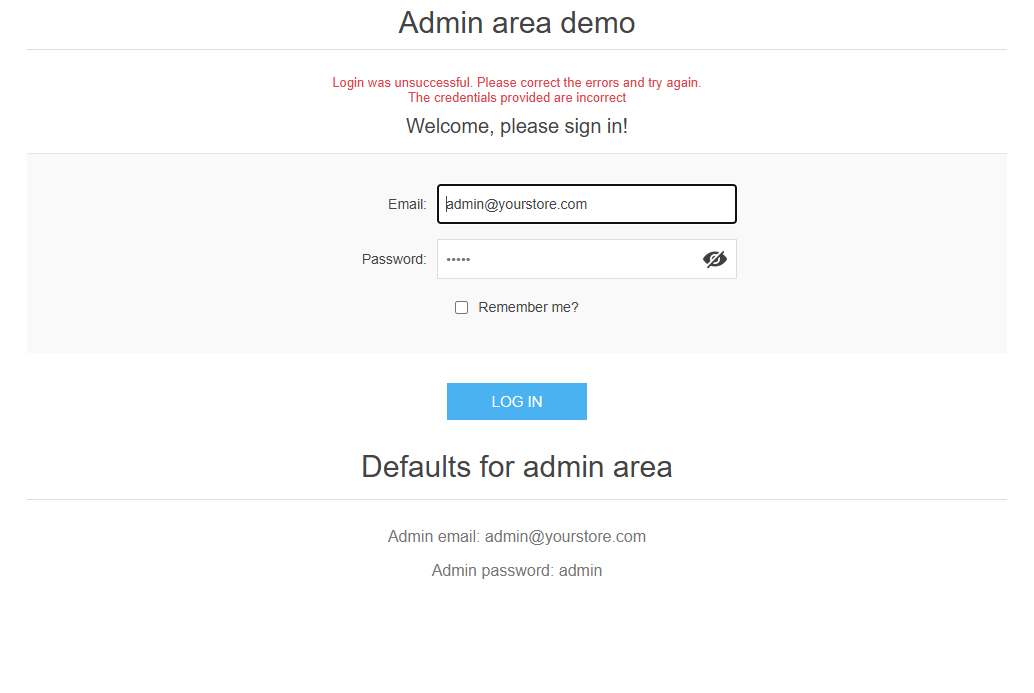 Admin area demo
Login was unsuccessful. Please correct the errors and try again.
The credentials provided are incorrect
Welcome, please sign in!
Email: admin@yourstore.com
Password: •••••
Remember me?
LOG IN
Defaults for admin area
Admin email: admin@yourstore.com
Admin password: admin